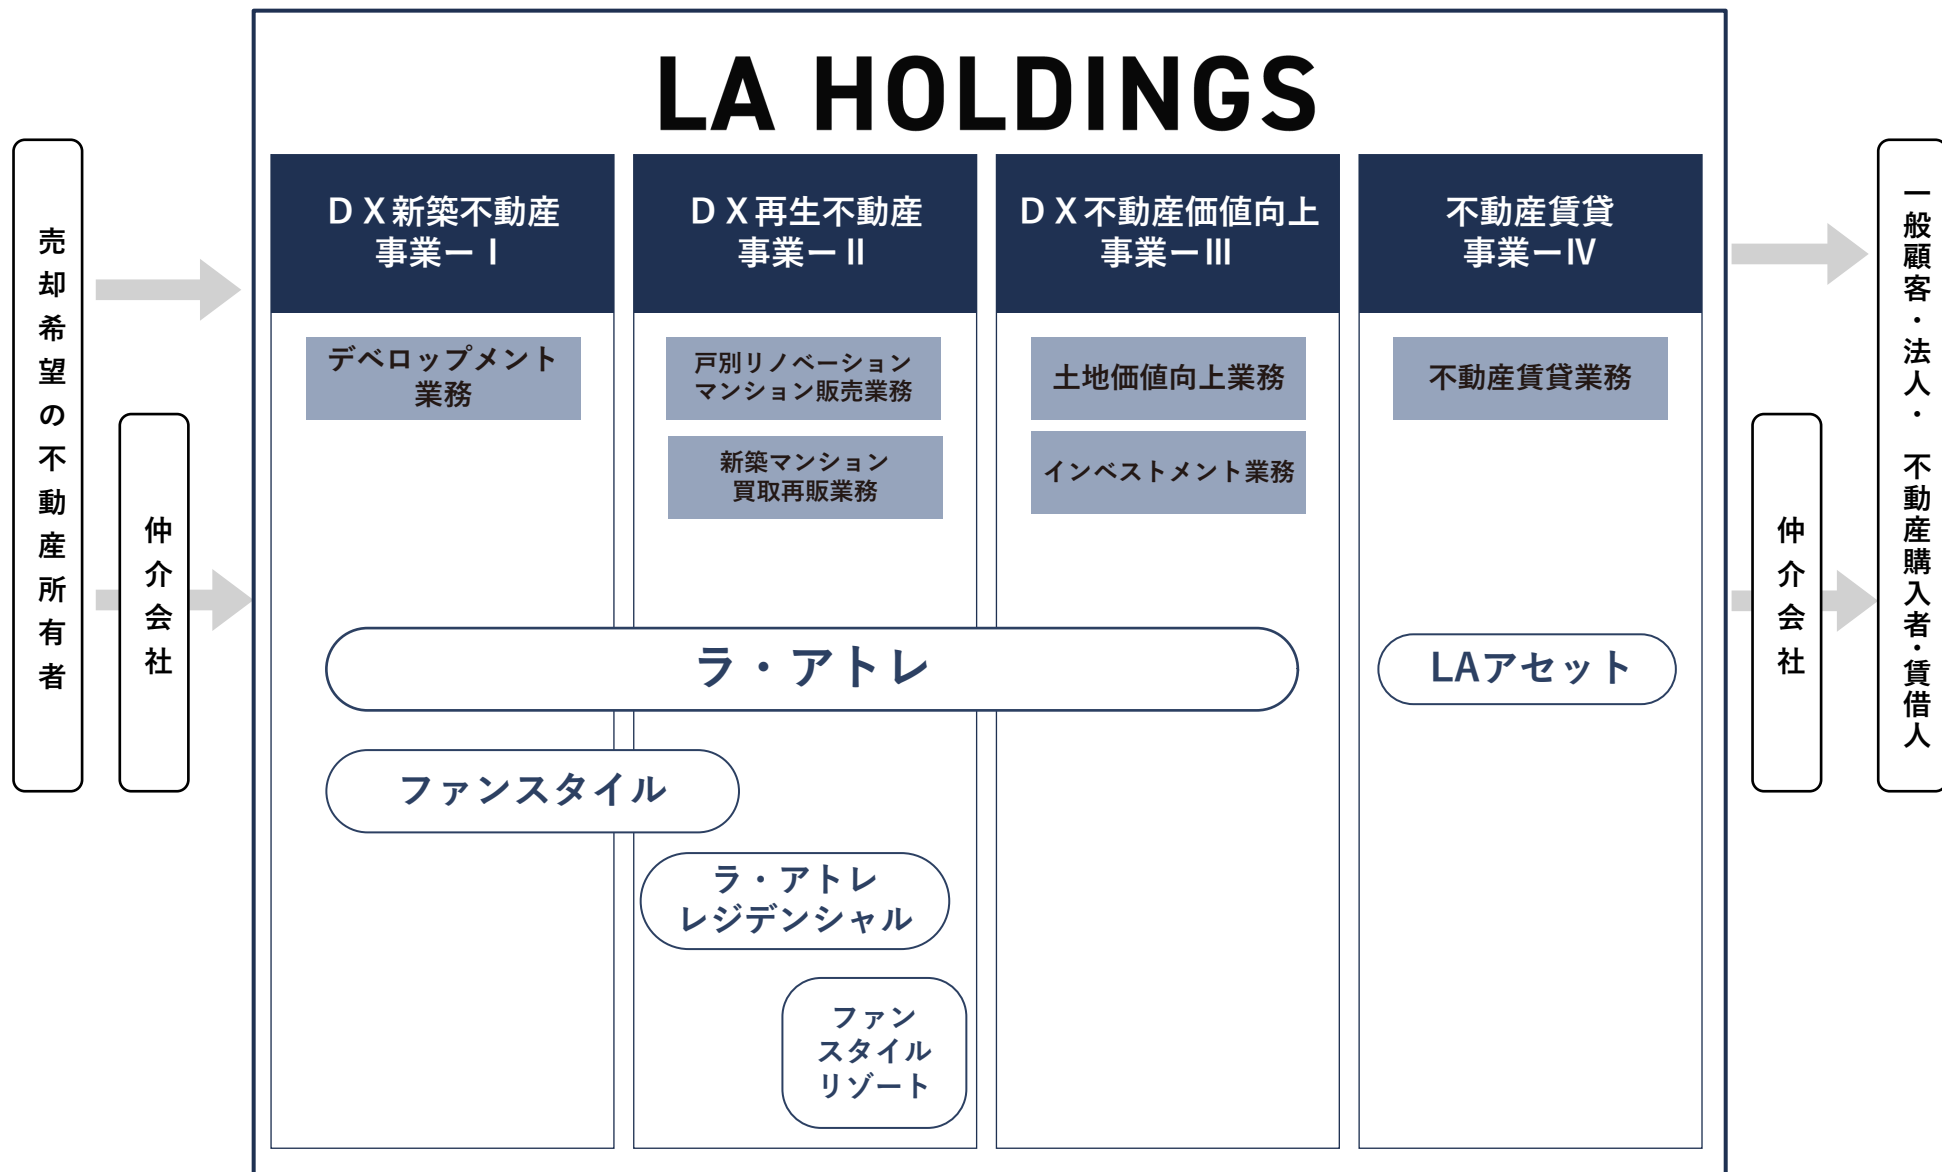 LA HOLDINGS
売却希望の不動産所有者
仲介会社
ＤＸ新築不動産
事業ーⅠ
デベロップメント
業務
ＤＸ再生不動産
事業ーⅡ
戸別リノベーション
マンション販売業務
新築マンション
買取再販業務
ＤＸ不動産価値向上
事業ーⅢ
土地価値向上業務
インベストメント業務
不動産賃貸
事業ーⅣ
不動産賃貸業務
ラ・アトレ
LAアセット
ファンスタイル
ラ・アトレ
レジデンシャル
ファン
スタイル
リゾート
仲介会社
一般顧客・法人・不動産購入者・賃借人